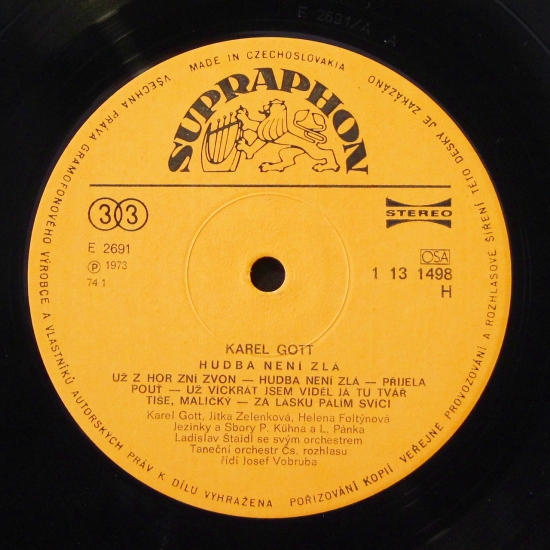 E 2691/A A
MADE IN CZECHOSLOVAKIA
VŠECHNA PRÁVA GRAMOFONOVÉHO VÝROBCE A VLASTNÍKŮ AUTORSKÝCH PRÁV K DÍLU VYHRAŽENA
POŘIZOVÁNÍ KOPIÍ VEŘEJNÉ PROVOZOVÁNÍ A ROZHLASOVÉ ŠÍŘENÍ TÉTO DESKY JE ZAKÁZÁNO
SUPRAPHON
33
STEREO
E 2691
OSA
Ⓟ 1973
1 13 1498
74 1
H
KAREL GOTT
HUDBA NENÍ ZLÁ
UŽ Z HOR ZNÍ ZVON — HUDBA NENÍ ZLÁ — PŘIJELA
POUŤ — UŽ VÍCKRÁT JSEM VIDĚL JÁ TU TVÁŘ
TIŠE, MALIČKÝ — ZA LÁSKU PÁLÍM SVÍCI
Karel Gott, Jitka Zelenková, Helena Foltýnová
Jezinky a Sbory P. Kühna a L. Pánka
Ladislav Štaidl se svým orchestrem
Taneční orchestr Čs. rozhlasu
řídí Josef Vobruba